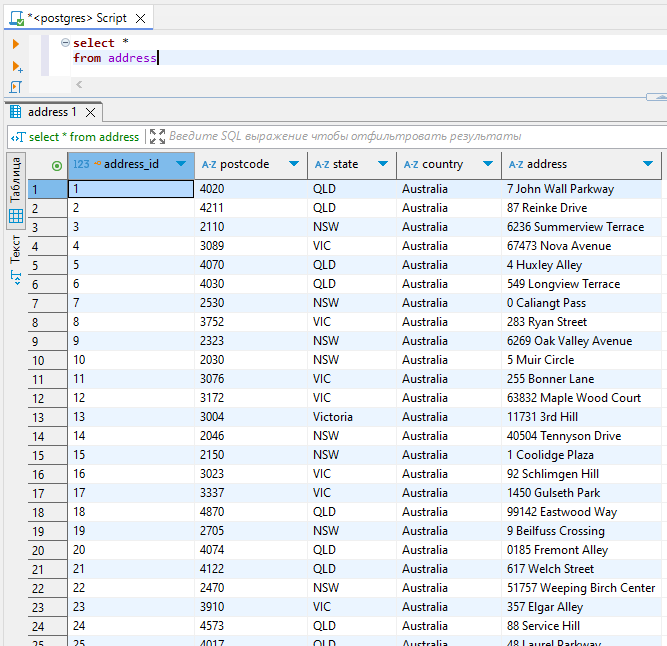 *<postgres> Script
select *
from address
address 1
select * from address Введите SQL выражение чтобы отфильтровать результаты
Таблица
Текст
123 address_id A-Z postcode A-Z state A-Z country A-Z address
1 1 4020 QLD Australia 7 John Wall Parkway
2 2 4211 QLD Australia 87 Reinke Drive
3 3 2110 NSW Australia 6236 Summerview Terrace
4 4 3089 VIC Australia 67473 Nova Avenue
5 5 4070 QLD Australia 4 Huxley Alley
6 6 4030 QLD Australia 549 Longview Terrace
7 7 2530 NSW Australia 0 Caliangt Pass
8 8 3752 VIC Australia 283 Ryan Street
9 9 2323 NSW Australia 6269 Oak Valley Avenue
10 10 2030 NSW Australia 5 Muir Circle
11 11 3076 VIC Australia 255 Bonner Lane
12 12 3172 VIC Australia 63832 Maple Wood Court
13 13 3004 Victoria Australia 11731 3rd Hill
14 14 2046 NSW Australia 40504 Tennyson Drive
15 15 2150 NSW Australia 1 Coolidge Plaza
16 16 3023 VIC Australia 92 Schlimgen Hill
17 17 3337 VIC Australia 1450 Gulseth Park
18 18 4870 QLD Australia 99142 Eastwood Way
19 19 2705 NSW Australia 9 Beilfuss Crossing
20 20 4074 QLD Australia 0185 Fremont Alley
21 21 4122 QLD Australia 617 Welch Street
22 22 2470 NSW Australia 51757 Weeping Birch Center
23 23 3910 VIC Australia 357 Elgar Alley
24 24 4573 QLD Australia 88 Service Hill
25 25 4017 QLD Australia 48 Laurel Parkway